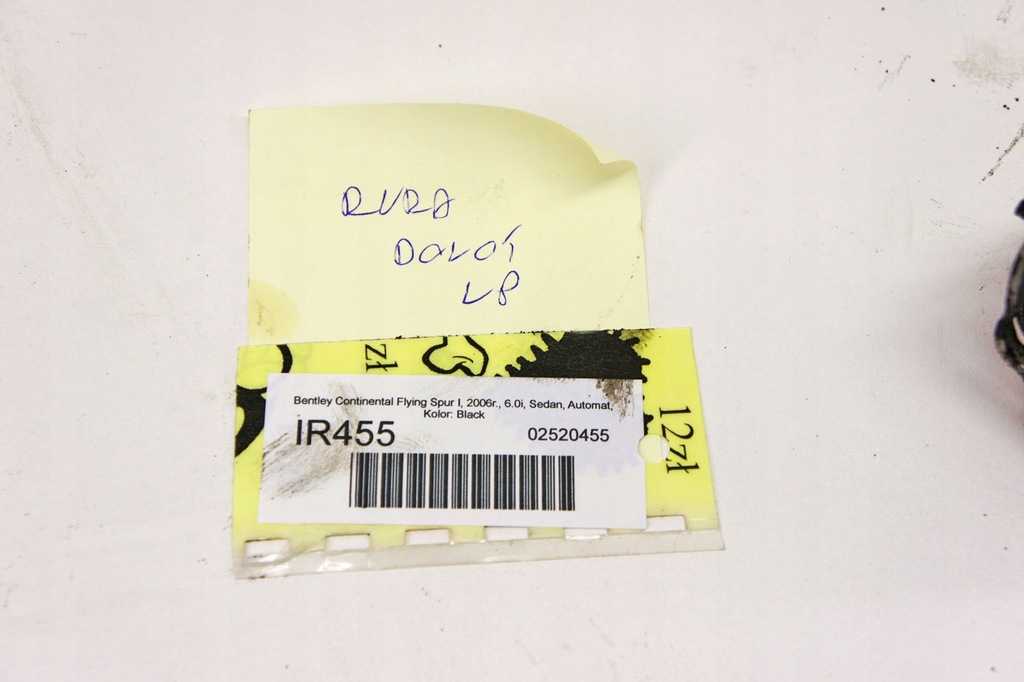 RURA
DOLOT
LP
12zł
Bentley Continental Flying Spur I, 2006r., 6.0i, Sedan, Automat,
Kolor: Black
IR455
02520455
12zł